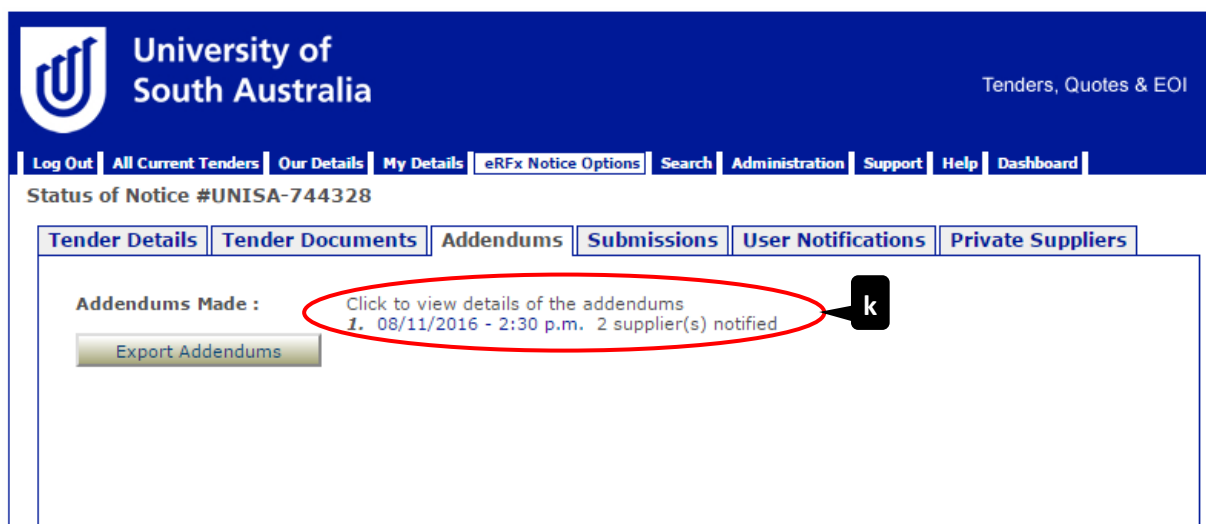 University of
South Australia
Tenders, Quotes & EOI
Log Out All Current Tenders Our Details My Details eRFx Notice Options Search Administration Support Help Dashboard
Status of Notice #UNISA-744328
Tender Details Tender Documents Addendums Submissions User Notifications Private Suppliers
Addendums Made : Click to view details of the addendums
1. 08/11/2016 - 2:30 p.m. 2 supplier(s) notified
k
Export Addendums